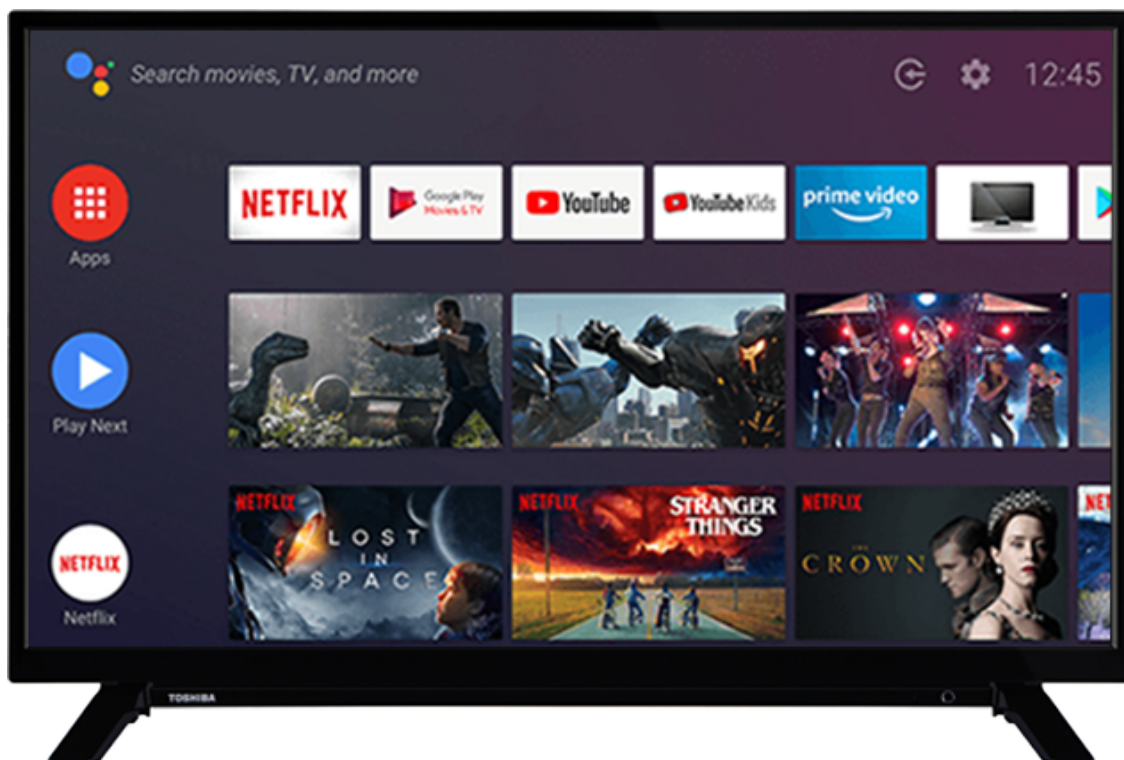 Search movies, TV, and more
12:45
Apps
NETFLIX
Google Play
Movies & TV
YouTube
YouTube Kids
prime video
Play Next
NETFLIX
Netflix
NETFLIX
LOST
IN
SPACE
NETFLIX
STRANGER
THINGS
NETFLIX
THE
CROWN
NET
TOSHIBA